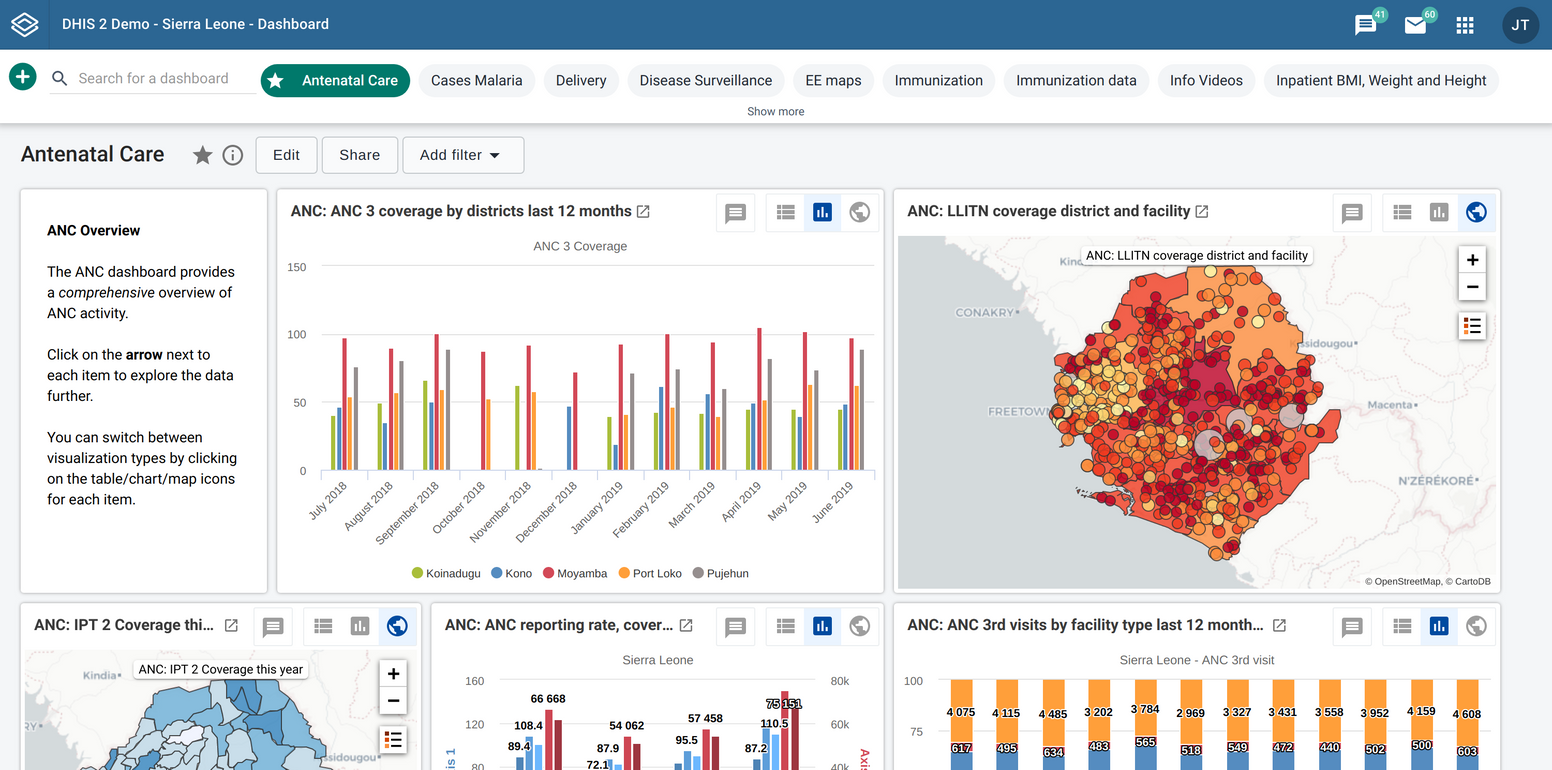 DHIS 2 Demo - Sierra Leone - Dashboard
41
60
JT
Search for a dashboard
Antenatal Care
Cases Malaria
Delivery
Disease Surveillance
EE maps
Immunization
Immunization data
Info Videos
Inpatient BMI, Weight and Height
Show more
Antenatal Care
Edit
Share
Add filter
ANC Overview
The ANC dashboard provides
a comprehensive overview of
ANC activity.
Click on the arrow next to
each item to explore the data
further.
You can switch between
visualization types by clicking
on the table/chart/map icons
for each item.
ANC: ANC 3 coverage by districts last 12 months
ANC 3 Coverage
150
100
50
0
July 2018
August 2018
September 2018
October 2018
November 2018
December 2018
January 2019
February 2019
March 2019
April 2019
May 2019
June 2019
Koinadugu
Kono
Moyamba
Port Loko
Pujehun
ANC: LLITN coverage district and facility
ANC: LLITN coverage district and facility
+
−
CONAKRY
FREETOWN
Macenta
N'ZÉRÉKORÉ
© OpenStreetMap, © CartoDB
ANC: IPT 2 Coverage thi...
ANC: IPT 2 Coverage this year
Kindia
+
−
ANC: ANC reporting rate, cover...
Sierra Leone
160
120
80
80k
60k
40k
66 668
108.4
89.4
54 062
87.9
72.1
57 458
95.5
75 151
110.5
87.2
is 1
Axis
ANC: ANC 3rd visits by facility type last 12 month...
Sierra Leone - ANC 3rd visit
100
75
4 075
4 115
4 485
3 202
3 784
2 969
3 327
3 431
3 558
3 952
4 159
4 608
617
495
634
483
565
518
549
472
440
502
500
603